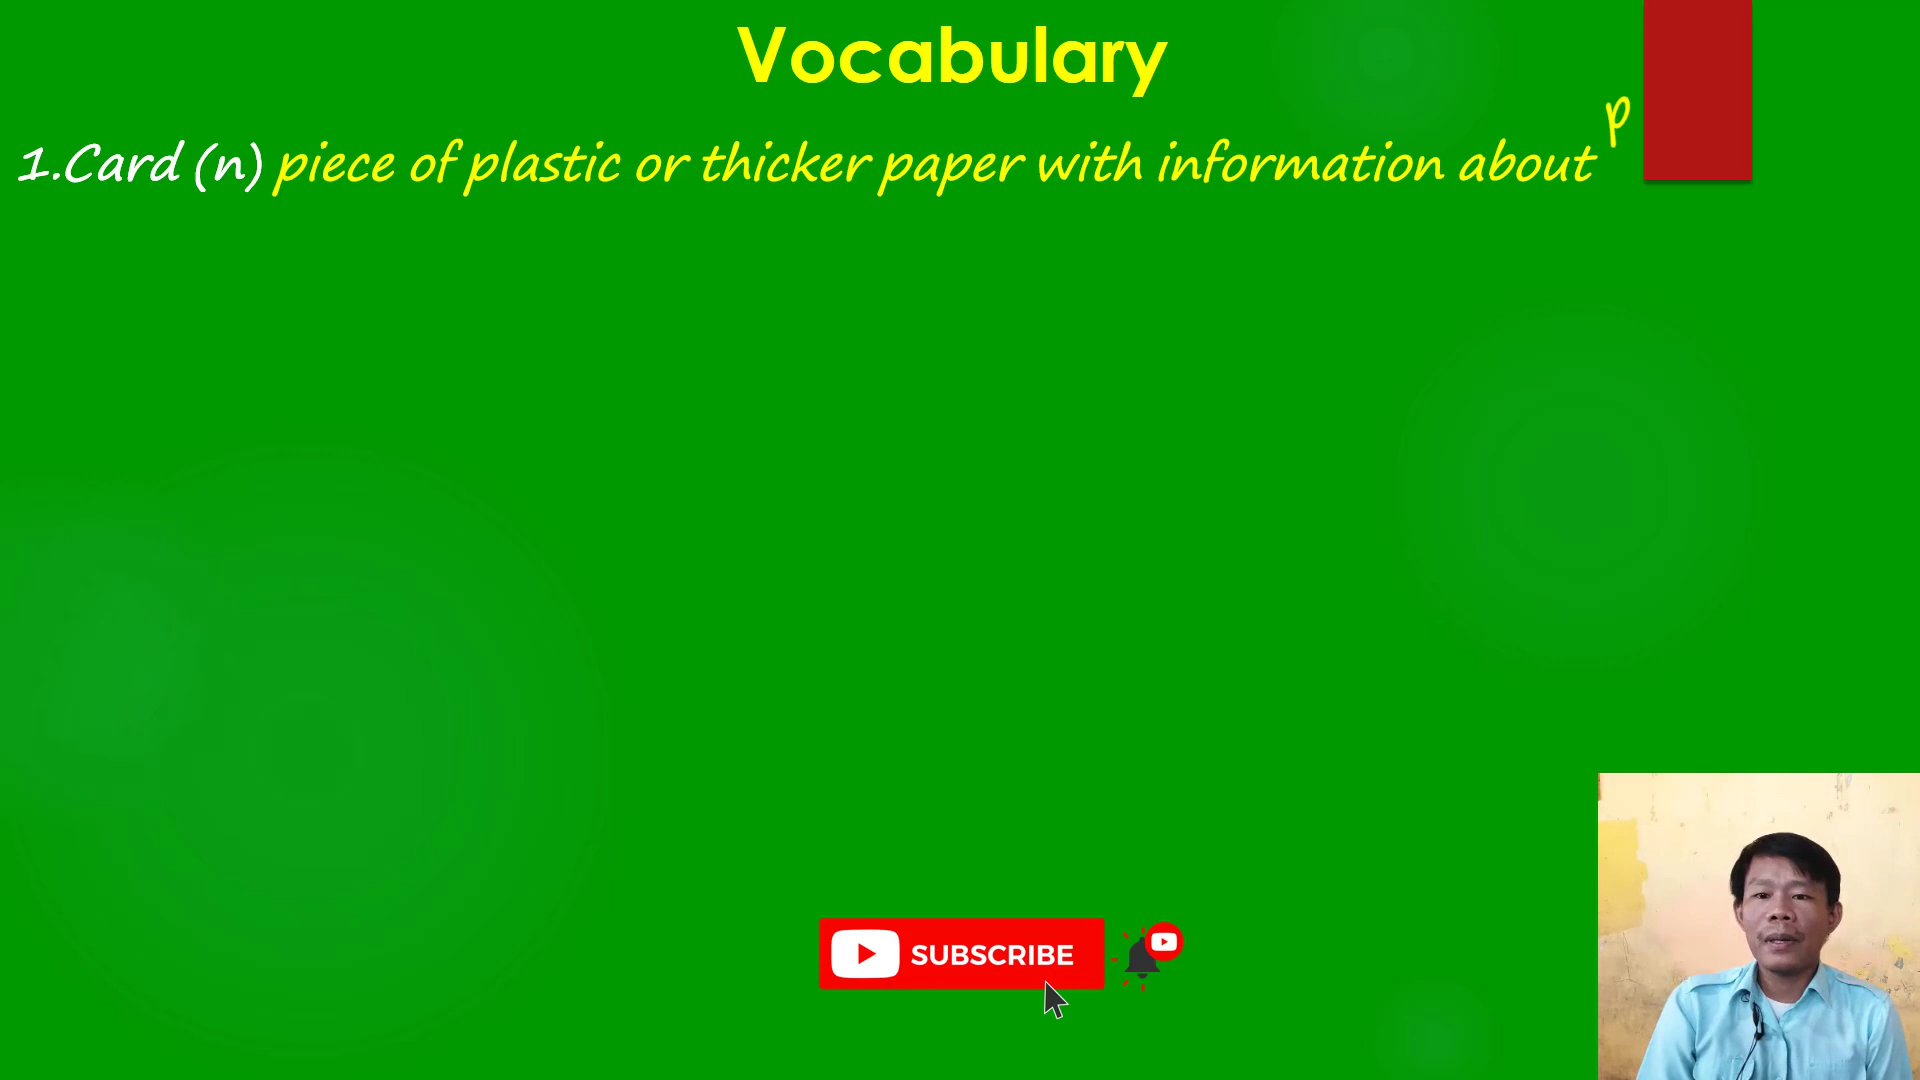 Vocabulary
1.Card (n) piece of plastic or thicker paper with information about p
SUBSCRIBE